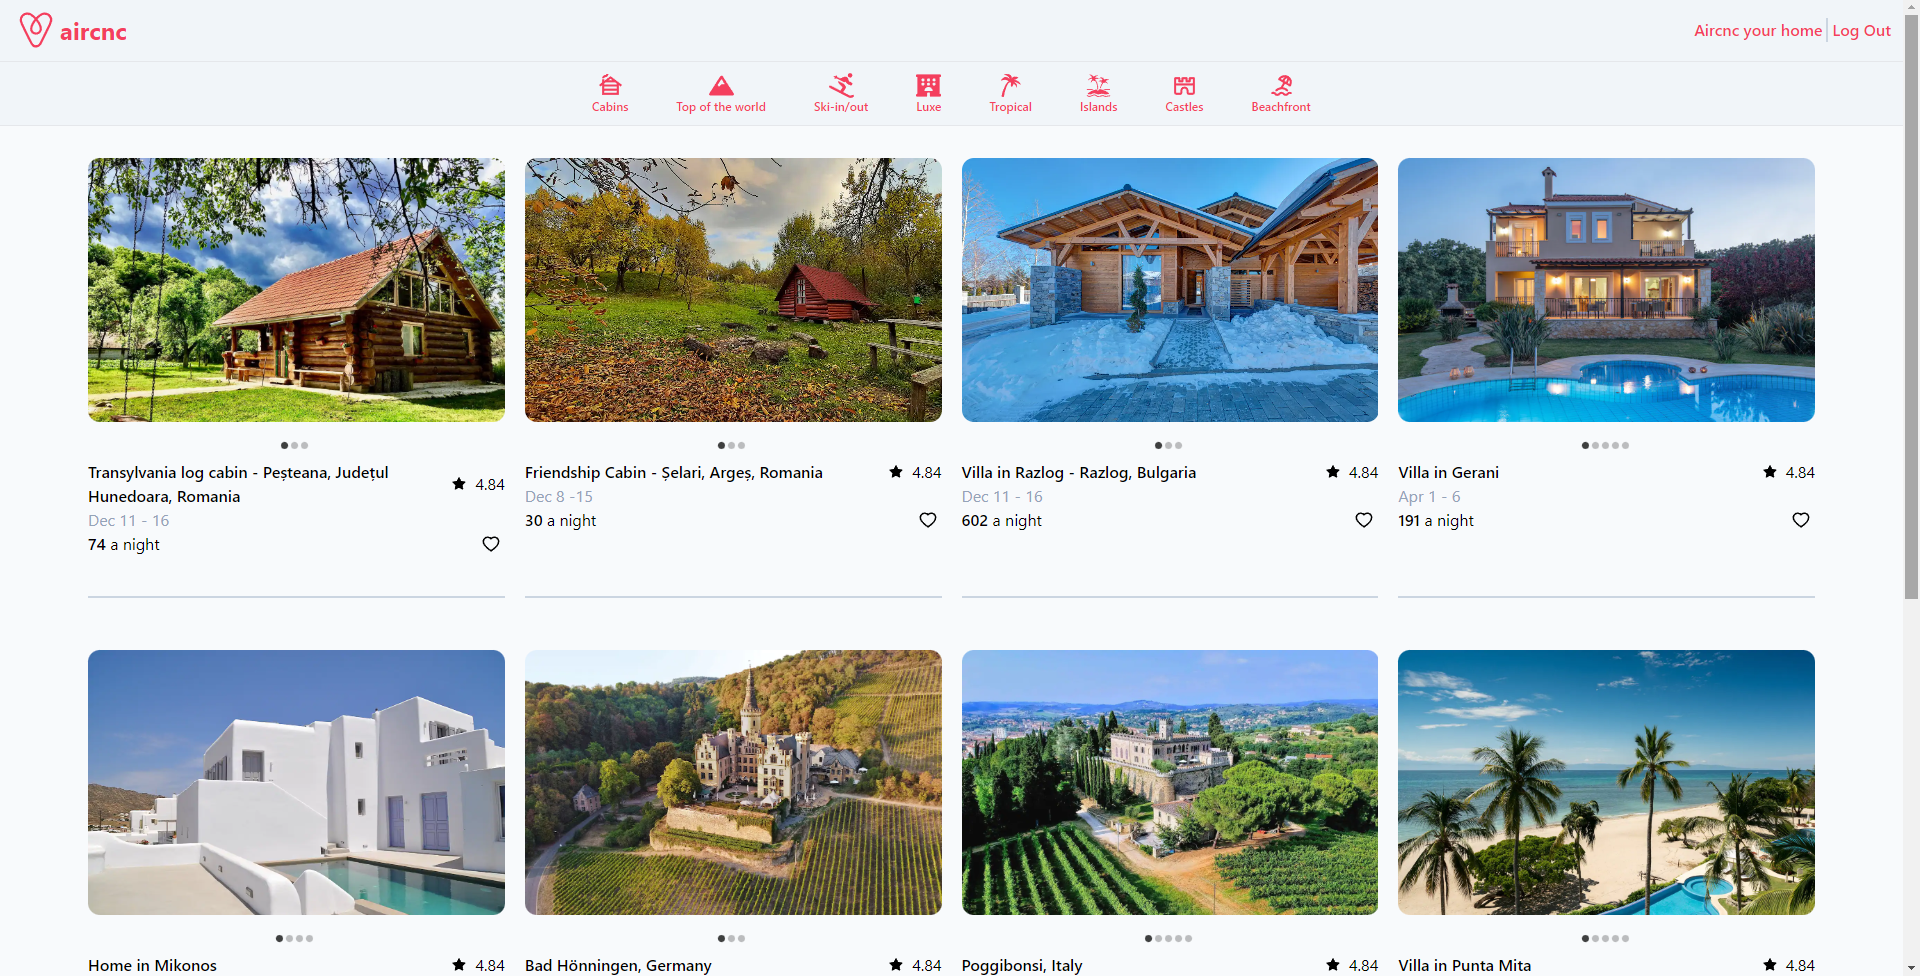 aircnc
Aircnc your home
Log Out
Cabins
Top of the world
Ski-in/out
Luxe
Tropical
Islands
Castles
Beachfront
Transylvania log cabin - Peșteana, Județul
Hunedoara, Romania
4.84
Dec 11 - 16
74 a night
Friendship Cabin - Șelari, Argeș, Romania
4.84
Dec 8 -15
30 a night
Villa in Razlog - Razlog, Bulgaria
4.84
Dec 11 - 16
602 a night
Villa in Gerani
4.84
Apr 1 - 6
191 a night
Home in Mikonos
4.84
Bad Hönningen, Germany
4.84
Poggibonsi, Italy
4.84
Villa in Punta Mita
4.84